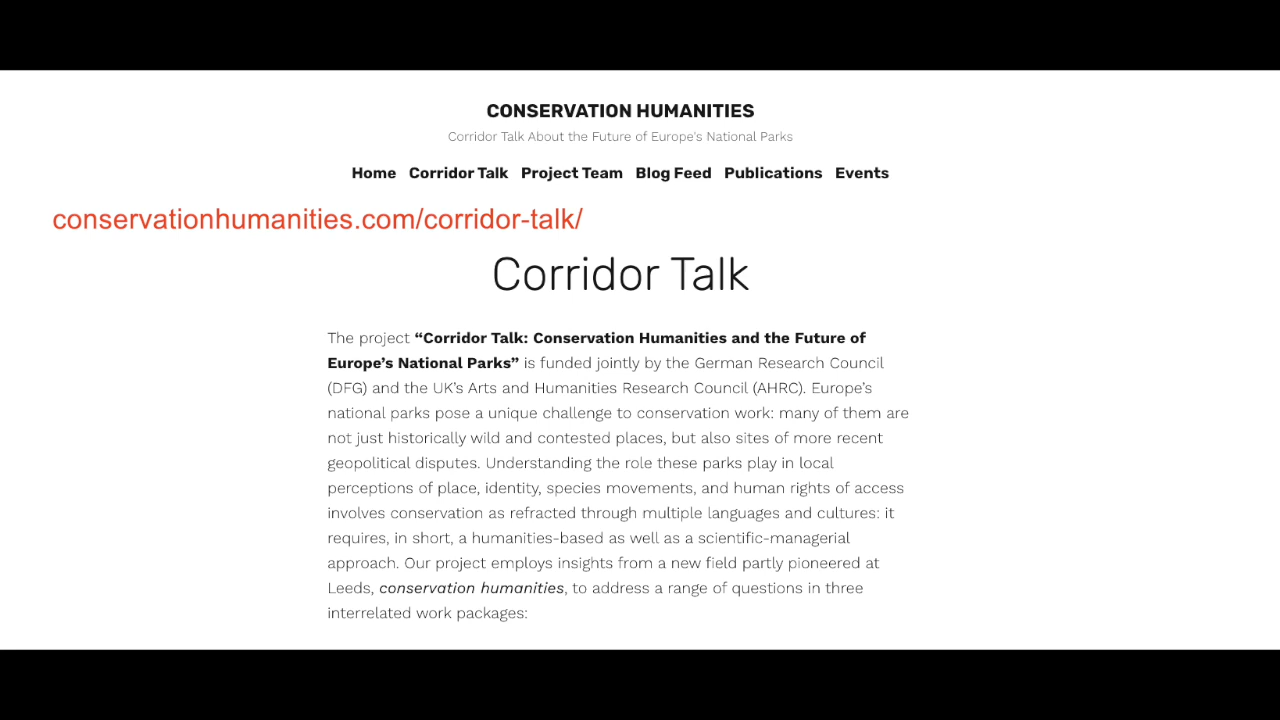 CONSERVATION HUMANITIES
Corridor Talk About the Future of Europe's National Parks
Home Corridor Talk Project Team Blog Feed Publications Events
conservationhumanities.com/corridor-talk/
Corridor Talk
The project “Corridor Talk: Conservation Humanities and the Future of
Europe’s National Parks” is funded jointly by the German Research Council
(DFG) and the UK’s Arts and Humanities Research Council (AHRC). Europe’s
national parks pose a unique challenge to conservation work: many of them are
not just historically wild and contested places, but also sites of more recent
geopolitical disputes. Understanding the role these parks play in local
perceptions of place, identity, species movements, and human rights of access
involves conservation as refracted through multiple languages and cultures: it
requires, in short, a humanities-based as well as a scientific-managerial
approach. Our project employs insights from a new field partly pioneered at
Leeds, conservation humanities, to address a range of questions in three
interrelated work packages: